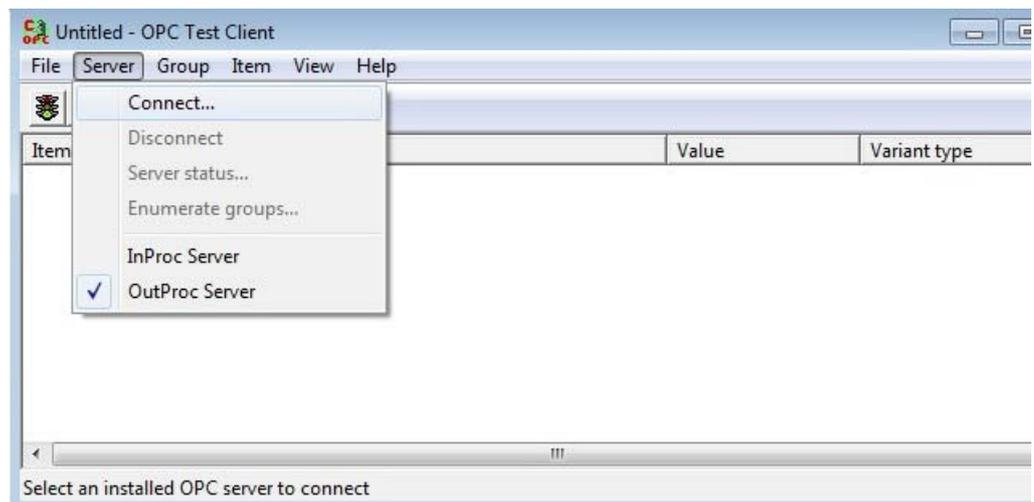 C
OPC
Untitled - OPC Test Client
File Server Group Item View Help
Connect...
Disconnect
Server status...
Enumerate groups...
InProc Server
OutProc Server
Item
Value
Variant type
Select an installed OPC server to connect